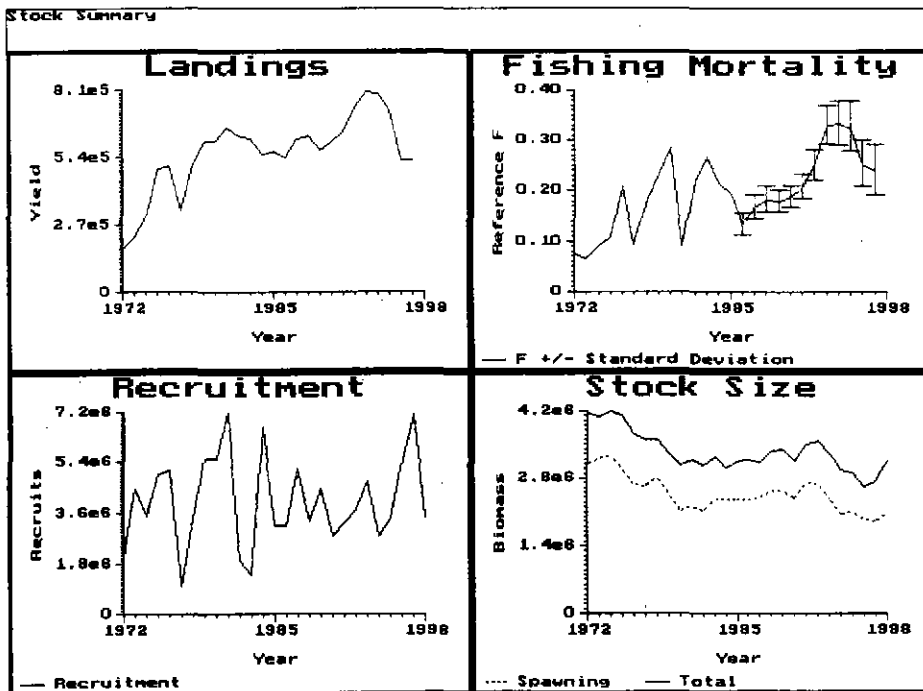 Stock Summary
Landings
8.1e5
5.4e5
2.7e5
0
Yield
1972
1985
1998
Year
Fishing Mortality
0.40
0.30
0.20
0.10
0
Reference F
1972
1985
1998
Year
F +/- Standard Deviation
Recruitment
7.2e6
5.4e6
3.6e6
1.8e6
0
Recruits
1972
1985
1998
Year
Recruitment
Stock Size
4.2e6
2.8e6
1.4e6
0
Biomass
1972
1985
1998
Year
Spawning
Total